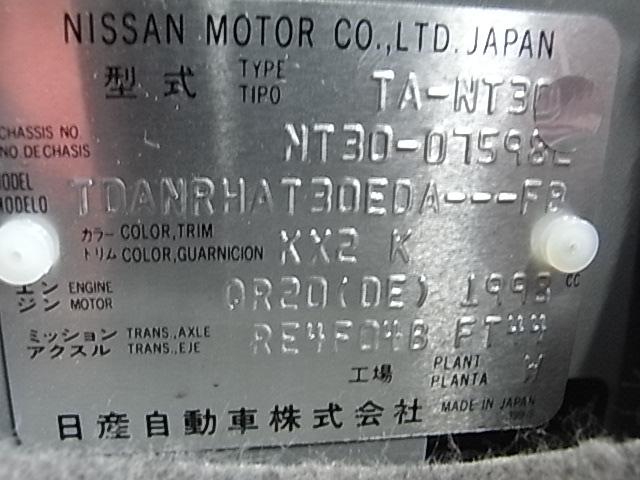 NISSAN MOTOR CO.,LTD. JAPAN
型式 TYPE TIPO TA-NT30
CHASSIS NO. NO. DE CHASIS NT30-07598
MODEL MODELO TDANRHAT30EDA---FB
カラー COLOR,TRIM
トリム COLOR,GUARNICION KX2 K
エンジン ENGINE MOTOR QR20(DE) 1998 CC
ミッション TRANS.,AXLE
アクスル TRANS.,EJE RE4F04B FT44
工場 PLANT PLANTA W
日産自動車株式会社 MADE IN JAPAN